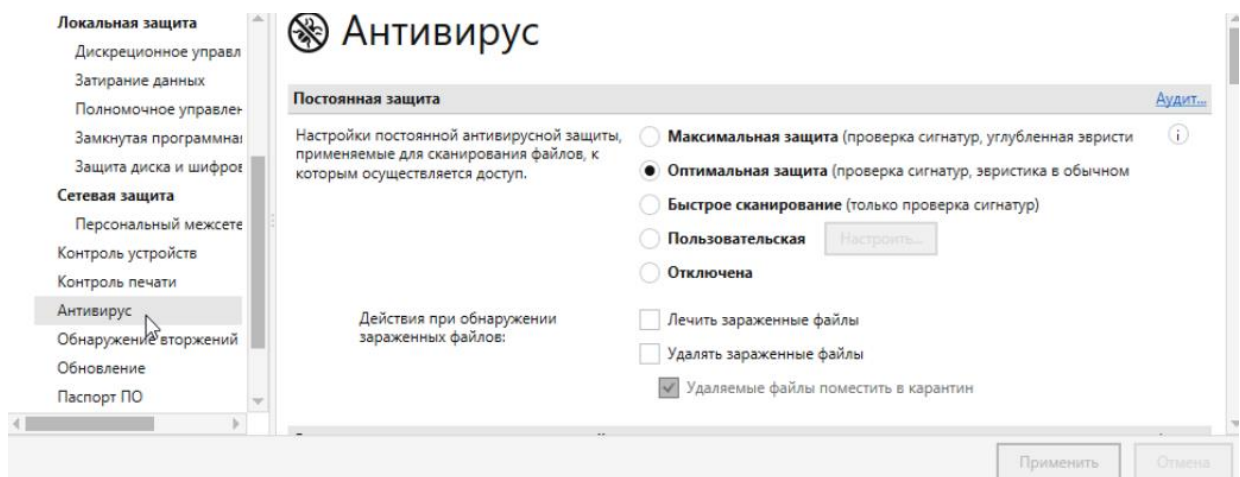 Локальная защита
Дискреционное управл
Затирание данных
Полномочное управлен
Замкнутая программна
Защита диска и шифров
Сетевая защита
Персональный межсете
Контроль устройств
Контроль печати
Антивирус
Обнаружение вторжений
Обновление
Паспорт ПО
Антивирус
Постоянная защита
Аудит...
Настройки постоянной антивирусной защиты,
применяемые для сканирования файлов, к
которым осуществляется доступ.
Максимальная защита (проверка сигнатур, углубленная эвристи
Оптимальная защита (проверка сигнатур, эвристика в обычном
Быстрое сканирование (только проверка сигнатур)
Пользовательская
Настроить...
Отключена
Действия при обнаружении
зараженных файлов:
Лечить зараженные файлы
Удалять зараженные файлы
Удаляемые файлы поместить в карантин
Применить
Отмена